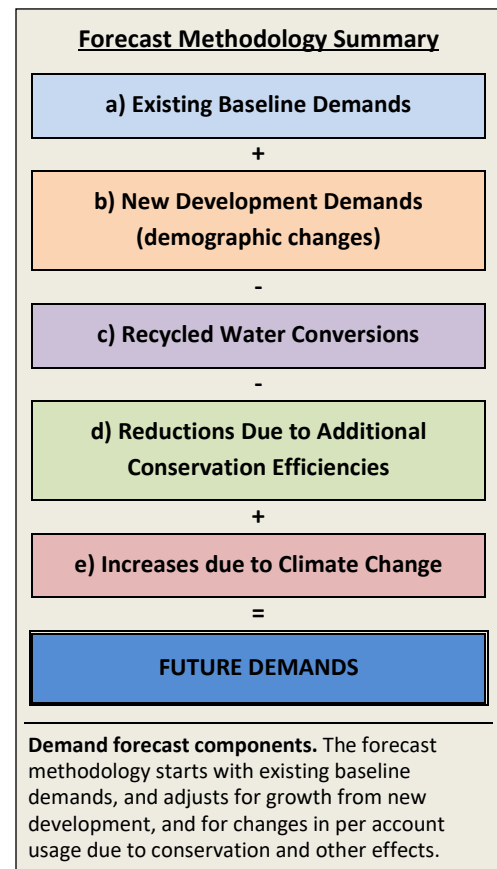 Forecast Methodology Summary
a) Existing Baseline Demands
+
b) New Development Demands
(demographic changes)
-
c) Recycled Water Conversions
-
d) Reductions Due to Additional
Conservation Efficiencies
+
e) Increases due to Climate Change
=
FUTURE DEMANDS
Demand forecast components. The forecast
methodology starts with existing baseline
demands, and adjusts for growth from new
development, and for changes in per account
usage due to conservation and other effects.